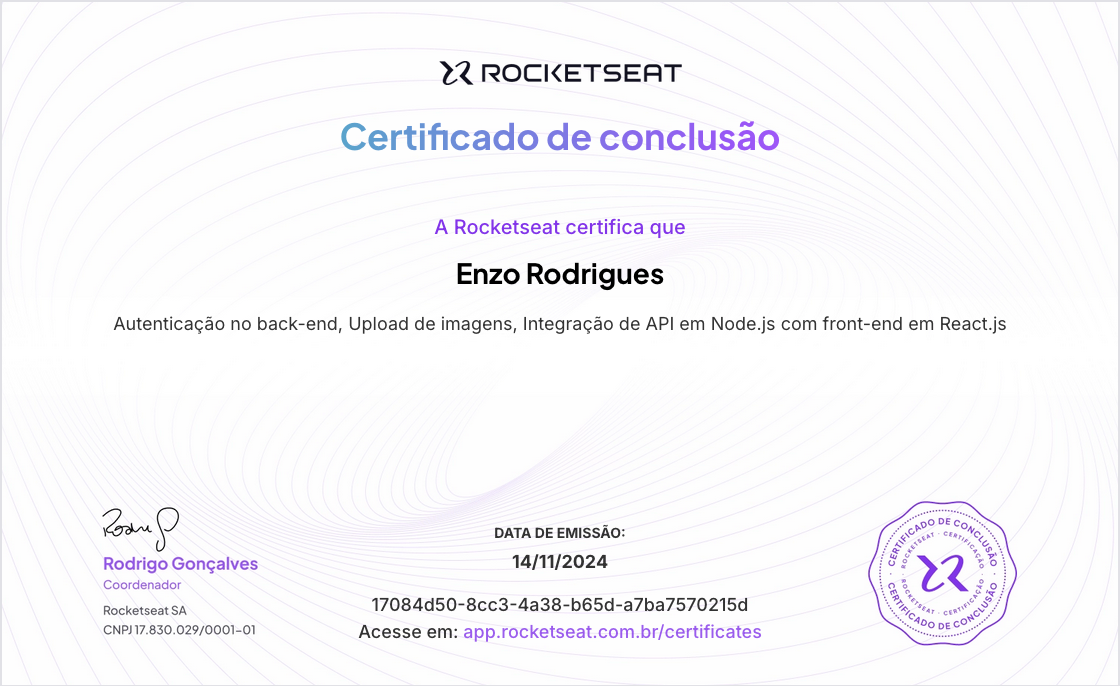 ROCKETSEAT
Certificado de conclusão
A Rocketseat certifica que
Enzo Rodrigues
Autenticação no back-end, Upload de imagens, Integração de API em Node.js com front-end em React.js
Rodrigo Gonçalves
Coordenador
Rocketseat SA
CNPJ 17.830.029/0001-01
DATA DE EMISSÃO:
14/11/2024
17084d50-8cc3-4a38-b65d-a7ba7570215d
Acesse em: app.rocketseat.com.br/certificates
CERTIFICADO DE CONCLUSÃO
ROCKETSEAT · CERTIFICAÇÃO
ROCKETSEAT · CERTIFICAÇÃO
CERTIFICADO DE CONCLUSÃO